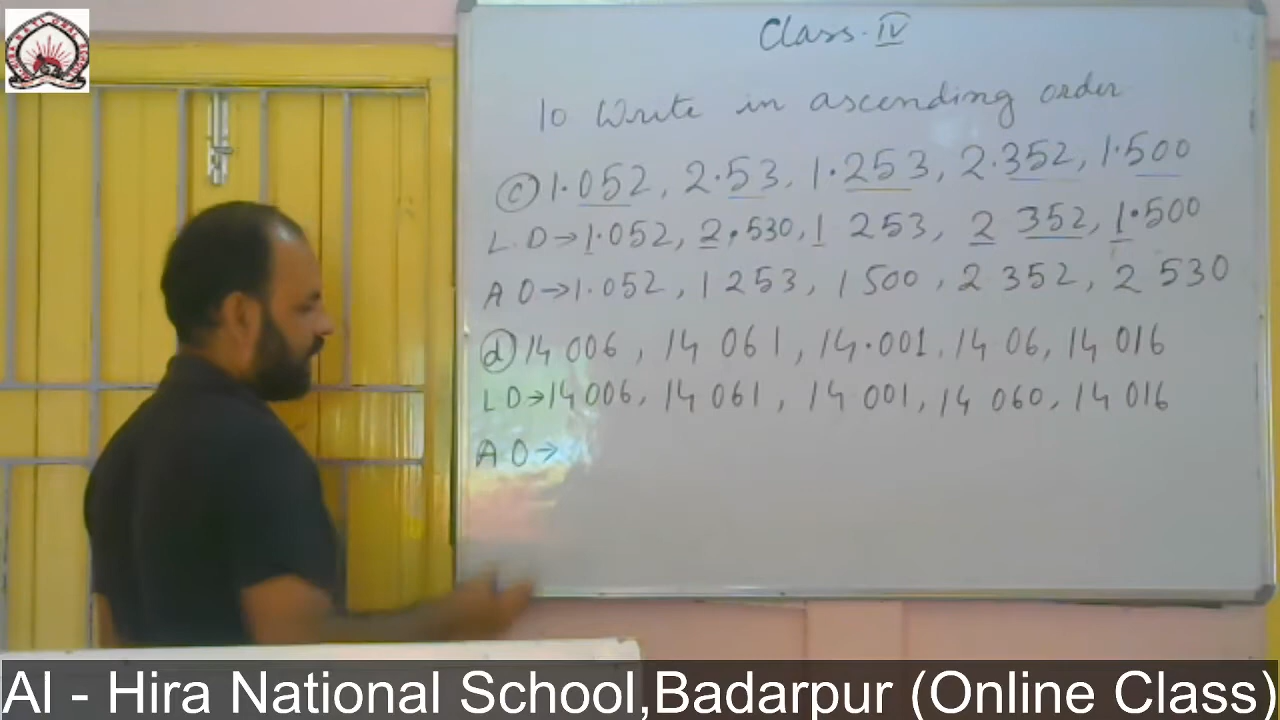 Class. IV
10 Write in ascending order
(c) 1.052, 2.53, 1.253, 2.352, 1.500
L.D→1.052, 2.530, 1 253, 2 352, 1.500
A O→1.052, 1 253, 1 500, 2 352, 2 530
(d) 14 006, 14 061, 14.001, 14 06, 14 016
L D→14 006, 14 061, 14 001, 14 060, 14 016
A O→
Al - Hira National School,Badarpur (Online Class)